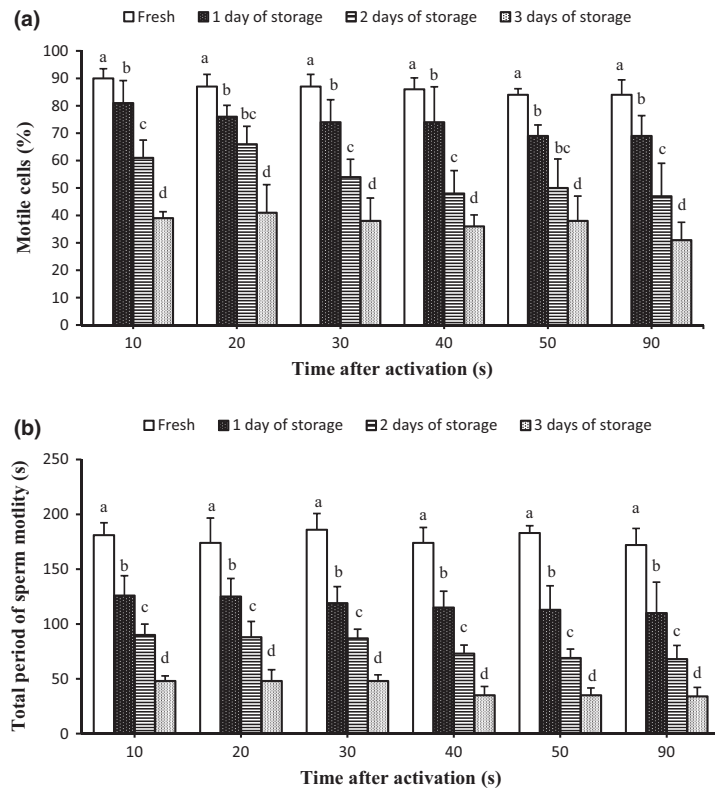 (a)
Fresh 1 day of storage 2 days of storage 3 days of storage
Motile cells (%)
100
90
80
70
60
50
40
30
20
10
0
a b c d a b bc d a b c d a b c d a b bc d a b c d
10 20 30 40 50 90
Time after activation (s)
(b)
Fresh 1 day of storage 2 days of storage 3 days of storage
Total period of sperm motlity (s)
250
200
150
100
50
0
a b c d a b c d a b c d a b c d a b c d a b c d
10 20 30 40 50 90
Time after activation (s)